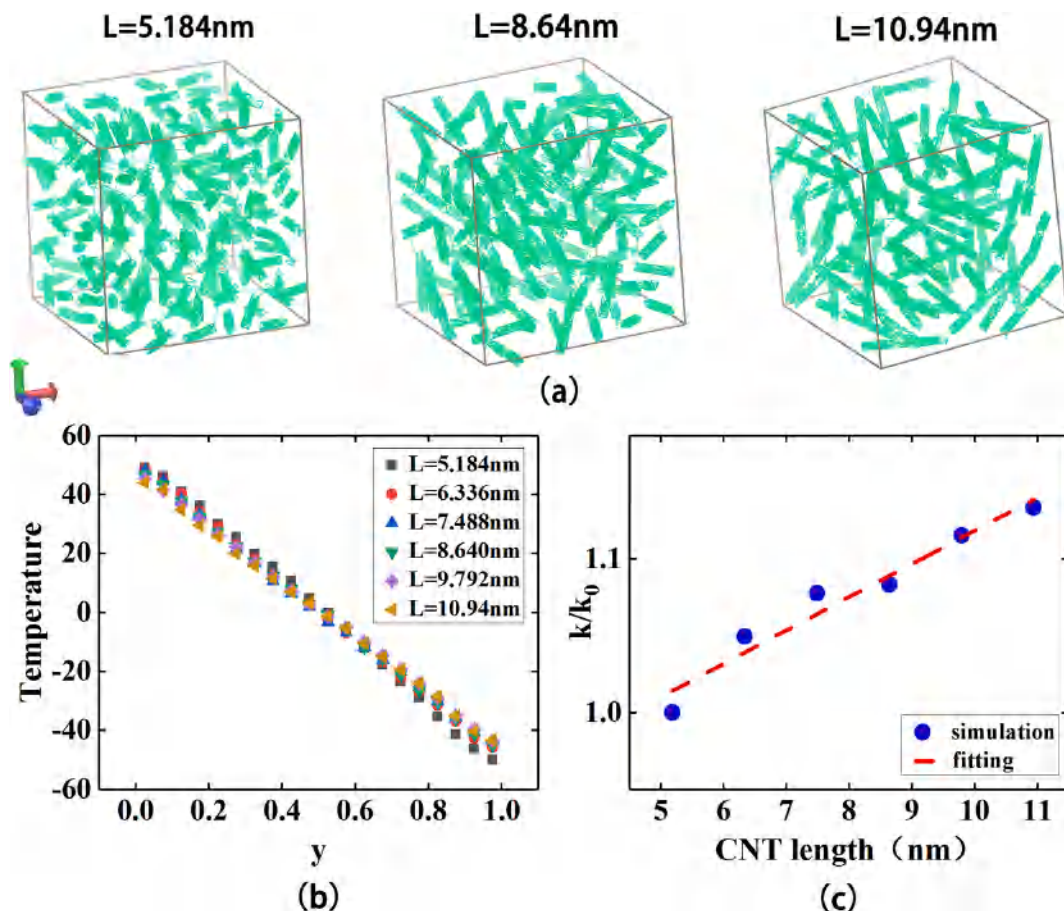 L=5.184nm L=8.64nm L=10.94nm
(a)
60
40
20
0
-20
-40
-60
Temperature
0.0 0.2 0.4 0.6 0.8 1.0
y
L=5.184nm
L=6.336nm
L=7.488nm
L=8.640nm
L=9.792nm
L=10.94nm
(b)
1.1
1.0
k/k0
simulation
fitting
5 6 7 8 9 10 11
CNT length（nm）
(c)